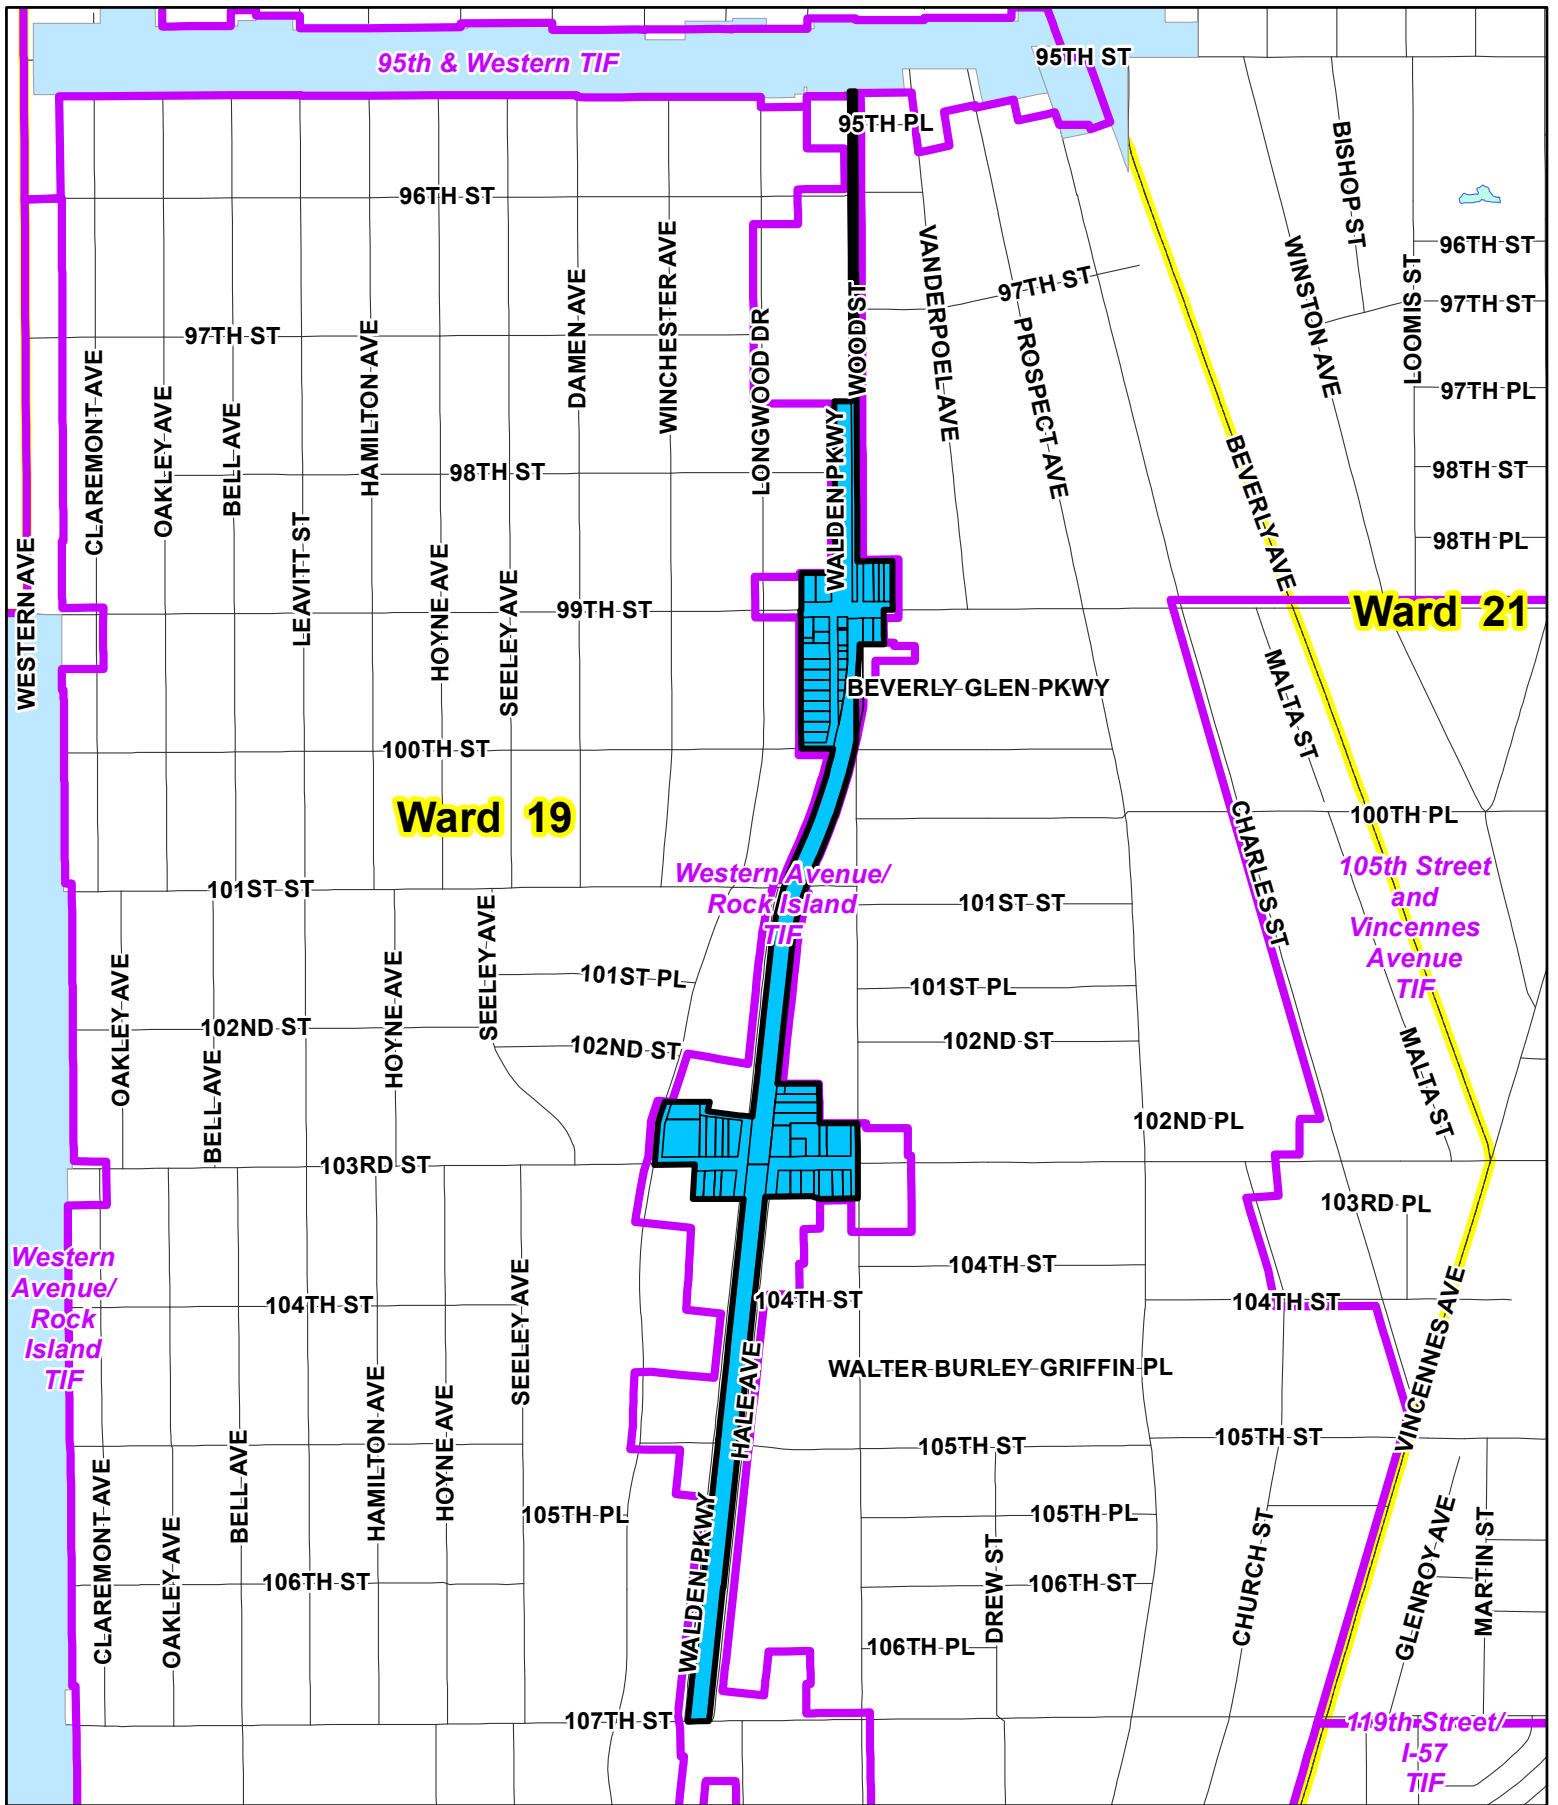 95TH ST
95th & Western TIF
95TH PL
96TH ST
BISHOP ST
96TH ST
97TH ST
97TH ST
97TH ST
97TH PL
98TH ST
98TH ST
98TH PL
WESTERN AVE
CLAREMONT AVE
OAKLEY AVE
BELL AVE
LEAVITT ST
HAMILTON AVE
HOYNE AVE
SEELEY AVE
DAMEN AVE
WINCHESTER AVE
LONGWOOD DR
WALDEN PKWY
WOOD ST
VANDERPOEL AVE
PROSPECT AVE
BEVERLY AVE
WINSTON AVE
LOOMIS ST
99TH ST
Ward 21
BEVERLY GLEN PKWY
MALTA ST
100TH ST
Ward 19
CHARLES ST
100TH PL
Western Avenue/
Rock Island
TIF
105th Street
and
Vincennes
Avenue
TIF
101ST ST
101ST ST
101ST PL
101ST PL
102ND ST
102ND ST
102ND ST
OAKLEY AVE
BELL AVE
HOYNE AVE
SEELEY AVE
MALTA ST
102ND PL
103RD ST
103RD PL
Western
Avenue/
Rock
Island
TIF
104TH ST
104TH ST
104TH ST
104TH ST
WALTER BURLEY GRIFFIN PL
SEELEY AVE
HAMILTON AVE
HOYNE AVE
BELL AVE
CLAREMONT AVE
OAKLEY AVE
HALE AVE
WALDEN PKWY
VINCENNES AVE
105TH ST
105TH ST
105TH PL
105TH PL
106TH ST
106TH ST
106TH PL
DREW ST
CHURCH ST
GLENROY AVE
MARTIN ST
107TH ST
119th Street/
I-57
TIF